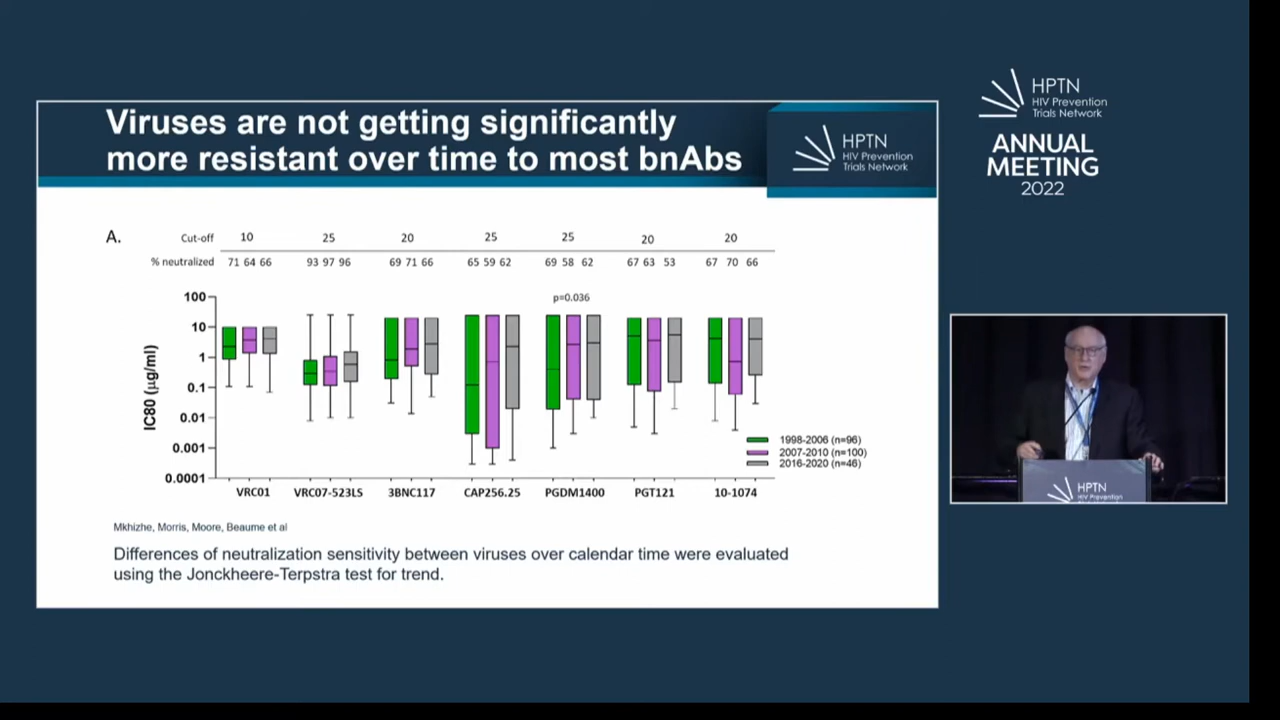 Viruses are not getting significantly
more resistant over time to most bnAbs
HPTN
HIV Prevention
Trials Network
HPTN
HIV Prevention
Trials Network
ANNUAL
MEETING
2022
A.
Cut-off 10 25 20 25 25 20 20
% neutralized 71 64 66 93 97 96 69 71 66 65 59 62 69 58 62 67 63 53 67 70 66
p=0.036
IC80 (µg/ml)
100
10
1
0.1
0.01
0.001
0.0001
1998-2006 (n=96)
2007-2010 (n=100)
2016-2020 (n=46)
VRC01 VRC07-523LS 3BNC117 CAP256.25 PGDM1400 PGT121 10-1074
Mkhizhe, Morris, Moore, Beaume et al
Differences of neutralization sensitivity between viruses over calendar time were evaluated
using the Jonckheere-Terpstra test for trend.
HPTN
HIV Prevention